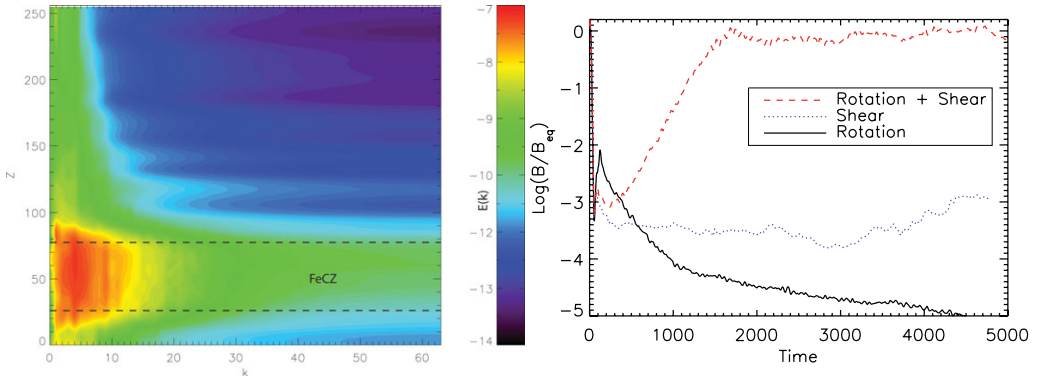 250
200
150
100
50
0
Z
0 10 20 30 40 50 60
k
FeCZ
-7
-8
-9
-10
-11
-12
-13
-14
E(k)
0
-1
-2
-3
-4
-5
Log(B/Beq)
Rotation + Shear
Shear
Rotation
0 1000 2000 3000 4000 5000
Time